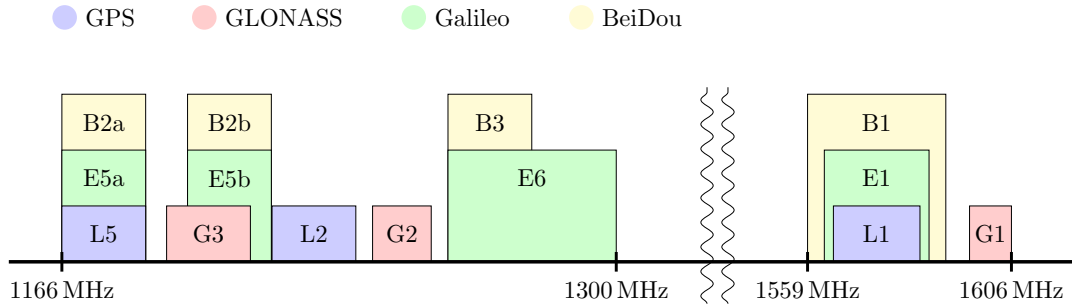 GPS GLONASS Galileo BeiDou
B2a B2b B3 B1
E5a E5b E6 E1
L5 G3 L2 G2 L1 G1
1166 MHz 1300 MHz 1559 MHz 1606 MHz